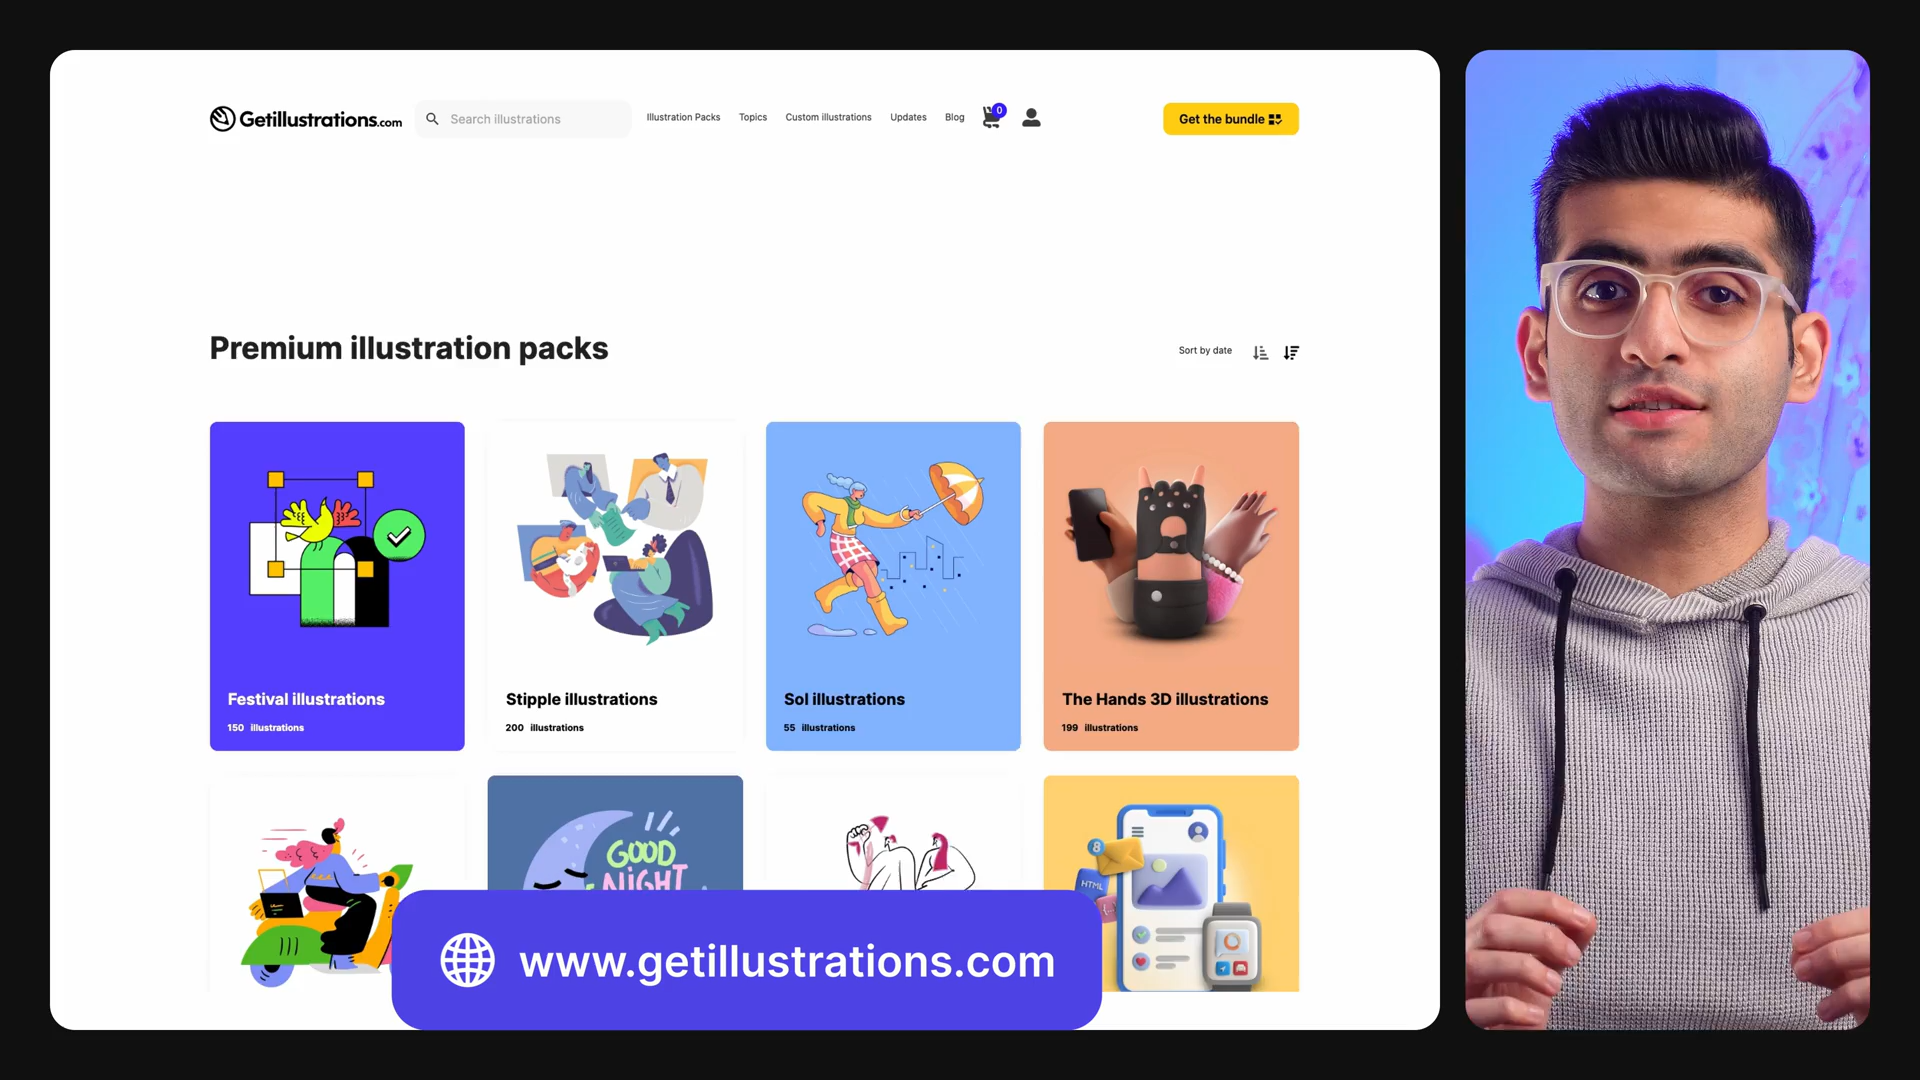 Getillustrations.com
Search illustrations
Illustration Packs
Topics
Custom illustrations
Updates
Blog
0
Get the bundle
Premium illustration packs
Sort by date
Festival illustrations
150 illustrations
Stipple illustrations
200 illustrations
Sol illustrations
55 illustrations
The Hands 3D illustrations
199 illustrations
GOOD
NIGHT
8
HTML
www.getillustrations.com